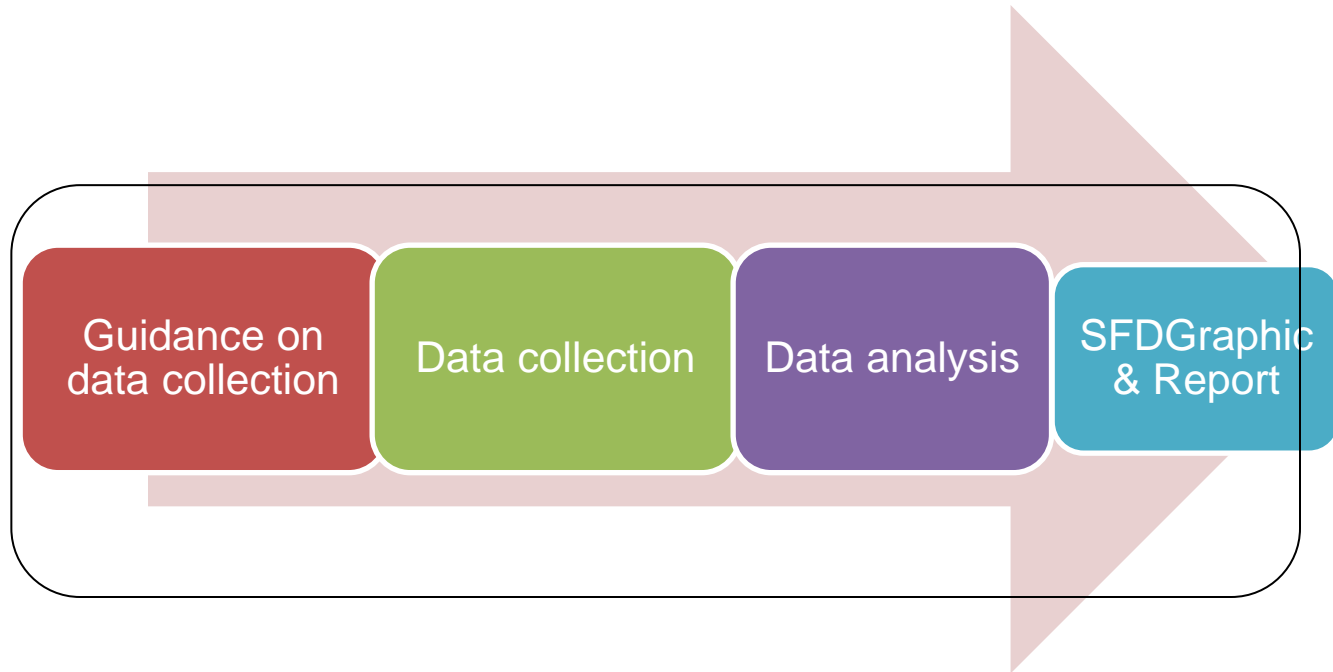 Guidance on
data collection
Data collection
Data analysis
SFDGraphic
& Report